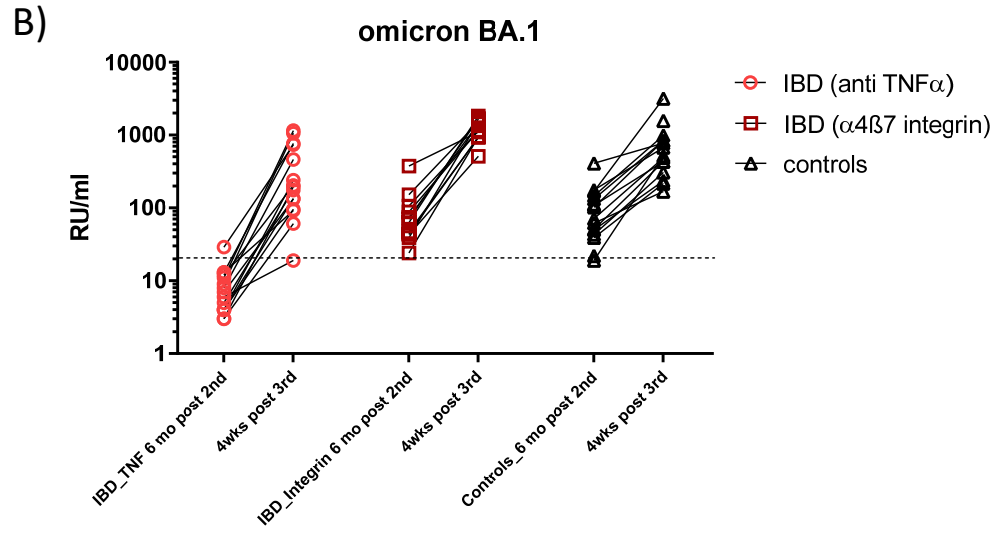 B)
omicron BA.1
10000
1000
100
10
1
RU/ml
IBD_TNF 6 mo post 2nd
4wks post 3rd
IBD_Integrin 6 mo post 2nd
4wks post 3rd
Controls_6 mo post 2nd
4wks post 3rd
IBD (anti TNFα)
IBD (α4ß7 integrin)
controls